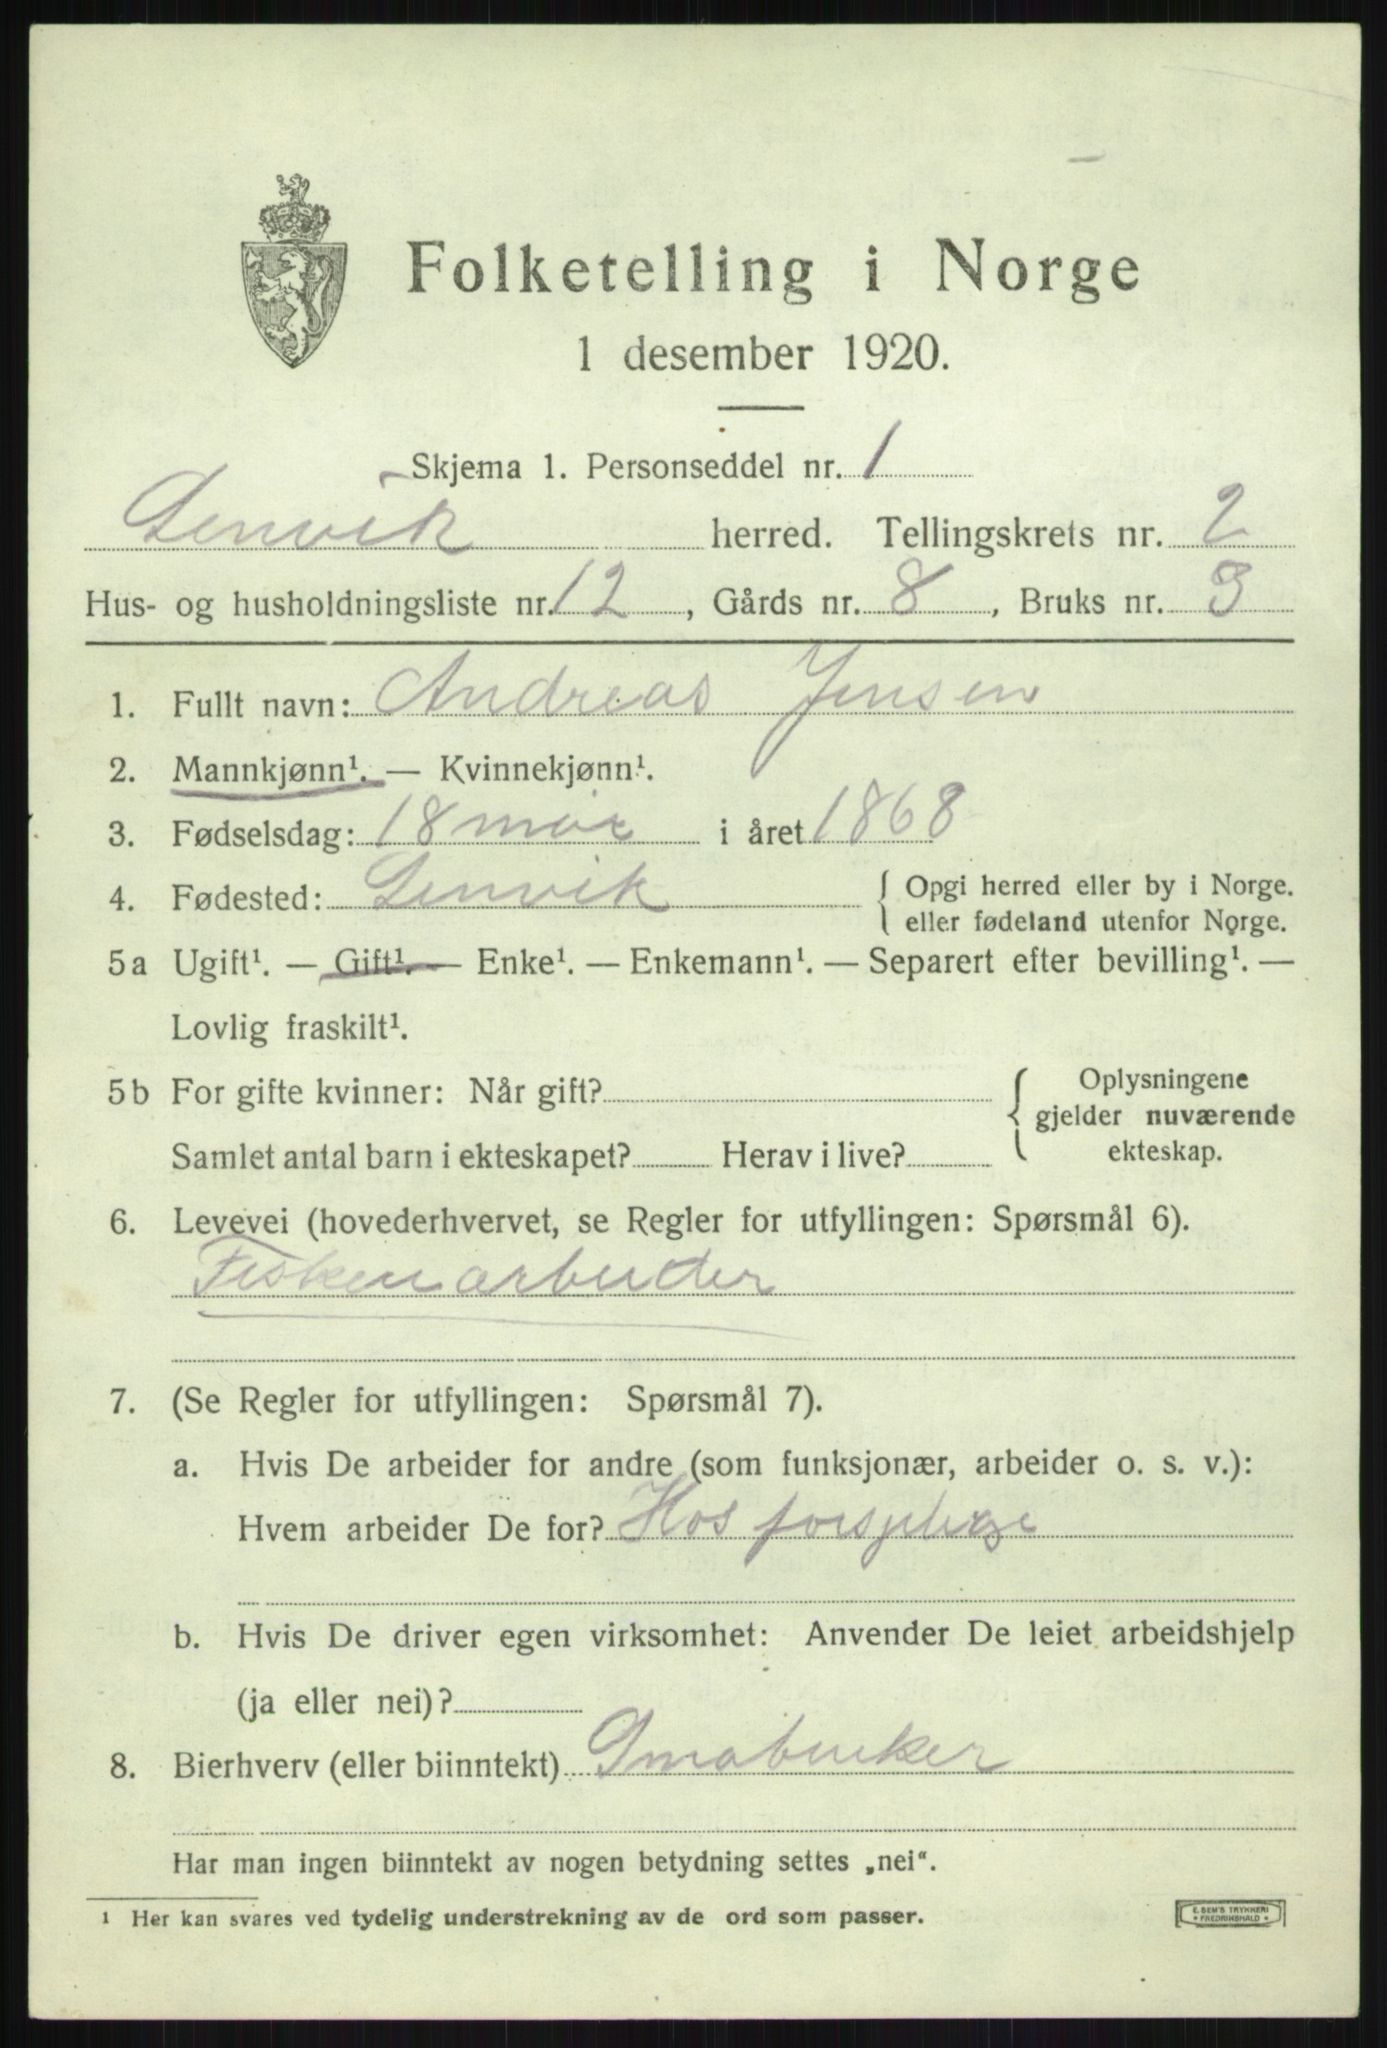 Folketelling i Norge
1 desember 1920.
Skjema 1. Personseddel nr. 1
Lenvik herred. Tellingskrets nr. 2
Hus- og husholdningsliste nr. 12, Gårds nr. 8, Bruks nr. 3
1. Fullt navn: Andreas Jensen
2. Mannkjønn¹. — Kvinnekjønn¹.
3. Fødselsdag: 18 mai i året 1868
4. Fødested: Lenvik { Opgi herred eller by i Norge.
eller fødeland utenfor Norge.
5a Ugift¹. — Gift¹. — Enke¹. — Enkemann¹. — Separert efter bevilling¹. —
Lovlig fraskilt¹.
5b For gifte kvinner: Når gift?
Samlet antal barn i ekteskapet? Herav i live?
{ Oplysningene
gjelder nuværende
ekteskap.
6. Levevei (hovederhvervet, se Regler for utfyllingen: Spørsmål 6).
7. (Se Regler for utfyllingen: Spørsmål 7).
a. Hvis De arbeider for andre (som funksjonær, arbeider o. s. v.):
Hvem arbeider De for? Hos
b. Hvis De driver egen virksomhet: Anvender De leiet arbeidshjelp
(ja eller nei)?
8. Bierhverv (eller biinntekt) Smabruker
Har man ingen biinntekt av nogen betydning settes „nei“.
1 Her kan svares ved tydelig understrekning av de ord som passer.
E. SEM'S TRYKKERI
FREDRIKSHALD